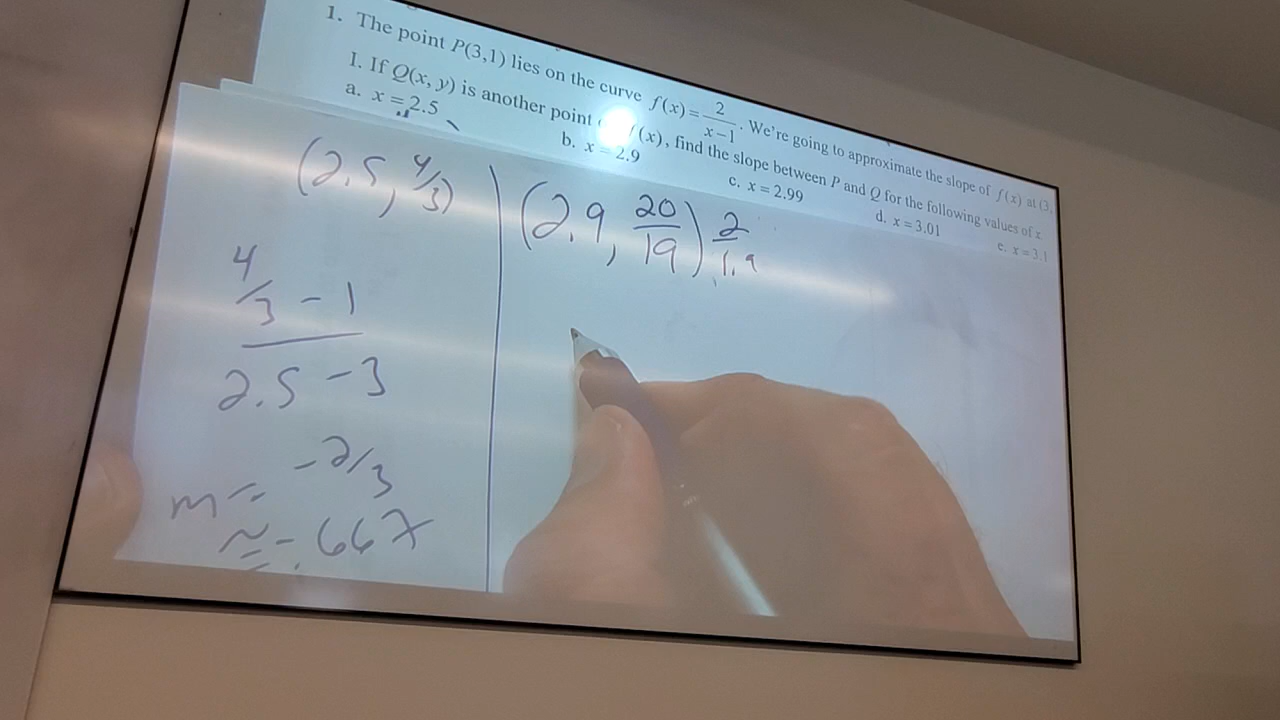 1. The point P(3,1) lies on the curve f(x)=2/(x-1). We're going to approximate the slope of f(x) at (3,
I. If Q(x, y) is another point f(x), find the slope between P and Q for the following values of x
a. x = 2.5 b. x = 2.9 c. x = 2.99 d. x = 3.01 e. x = 3.1
(2.5, 4/3)
4/3 - 1
2.5 - 3
m = -2/3
≈ -.667
(2.9, 20/19) 2/1.9